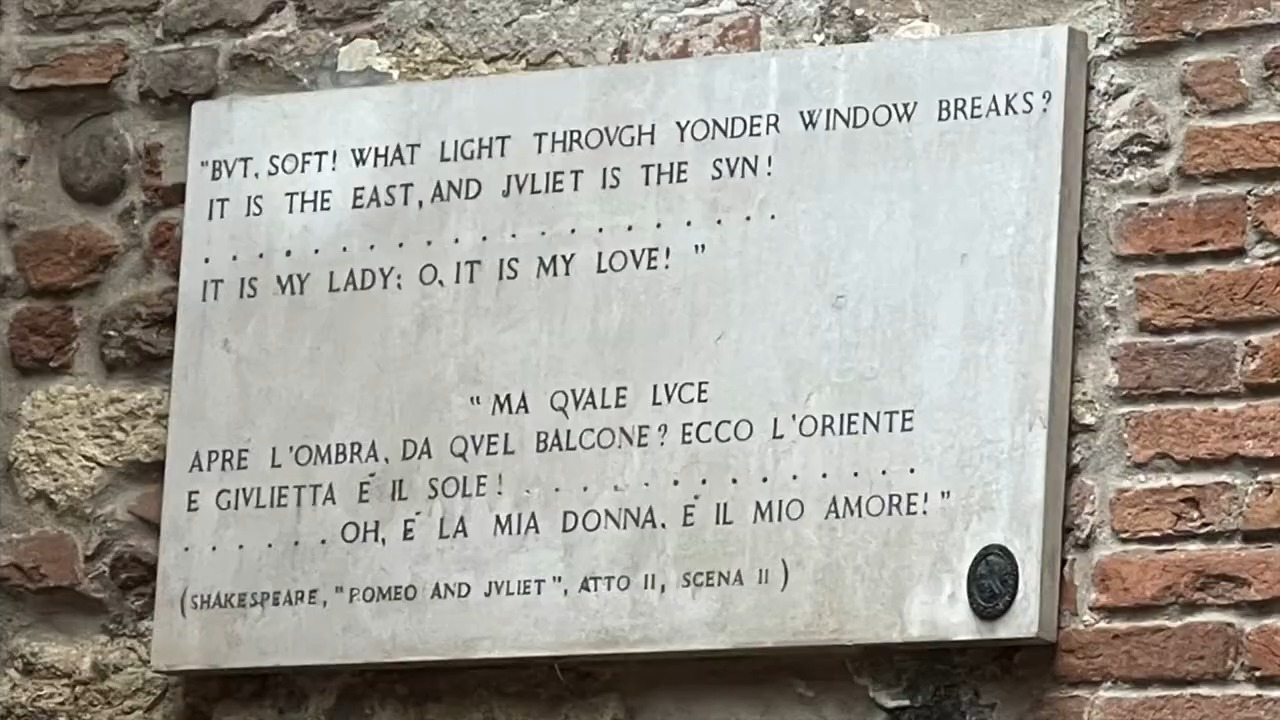 "BVT, SOFT! WHAT LIGHT THROVGH YONDER WINDOW BREAKS?
IT IS THE EAST, AND JVLIET IS THE SVN!
. . . . . . . . . . . . . . . . . . . . .
IT IS MY LADY; O, IT IS MY LOVE! "
" MA QVALE LVCE
APRE L'OMBRA, DA QVEL BALCONE? ECCO L'ORIENTE
E GIVLIETTA É IL SOLE! . . . . . . . . . . . . . .
. . . . . . OH, É LA MIA DONNA, É IL MIO AMORE! "
(SHAKESPEARE, "ROMEO AND JVLIET", ATTO II, SCENA II )